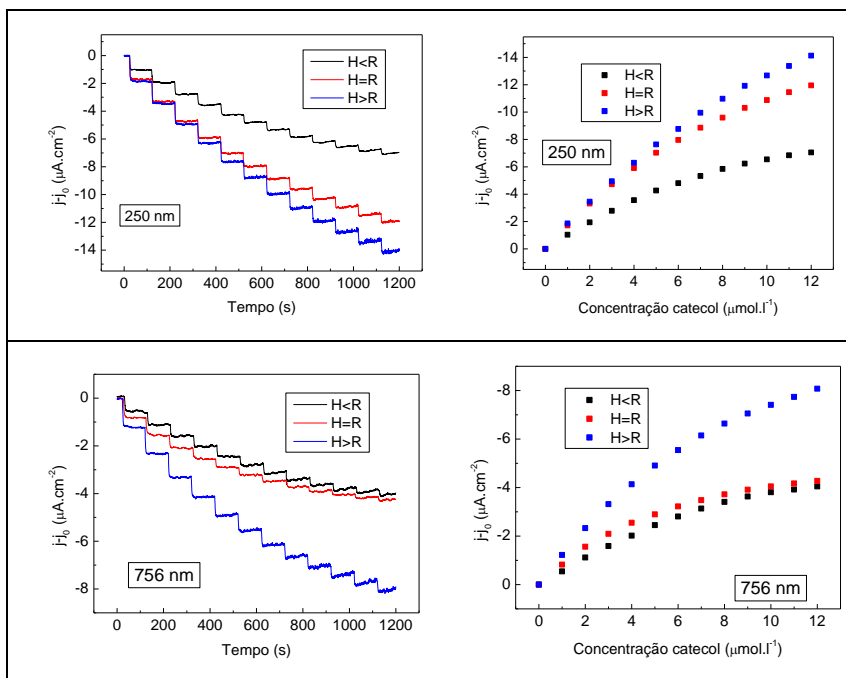 0
-2
-4
-6
-8
-10
-12
-14
j-j₀ (μA.cm⁻²)
H<R
H=R
H>R
250 nm
0 200 400 600 800 1000 1200
Tempo (s)
-14
-12
-10
-8
-6
-4
-2
0
j-j₀ (μA.cm⁻²)
H<R
H=R
H>R
250 nm
0 2 4 6 8 10 12
Concentração catecol (μmol.l⁻¹)
0
-2
-4
-6
-8
j-j₀ (μA.cm⁻²)
H<R
H=R
H>R
756 nm
0 200 400 600 800 1000 1200
Tempo (s)
-8
-6
-4
-2
0
j-j₀ (μA.cm⁻²)
H<R
H=R
H>R
756 nm
0 2 4 6 8 10 12
Concentração catecol (μmol.l⁻¹)